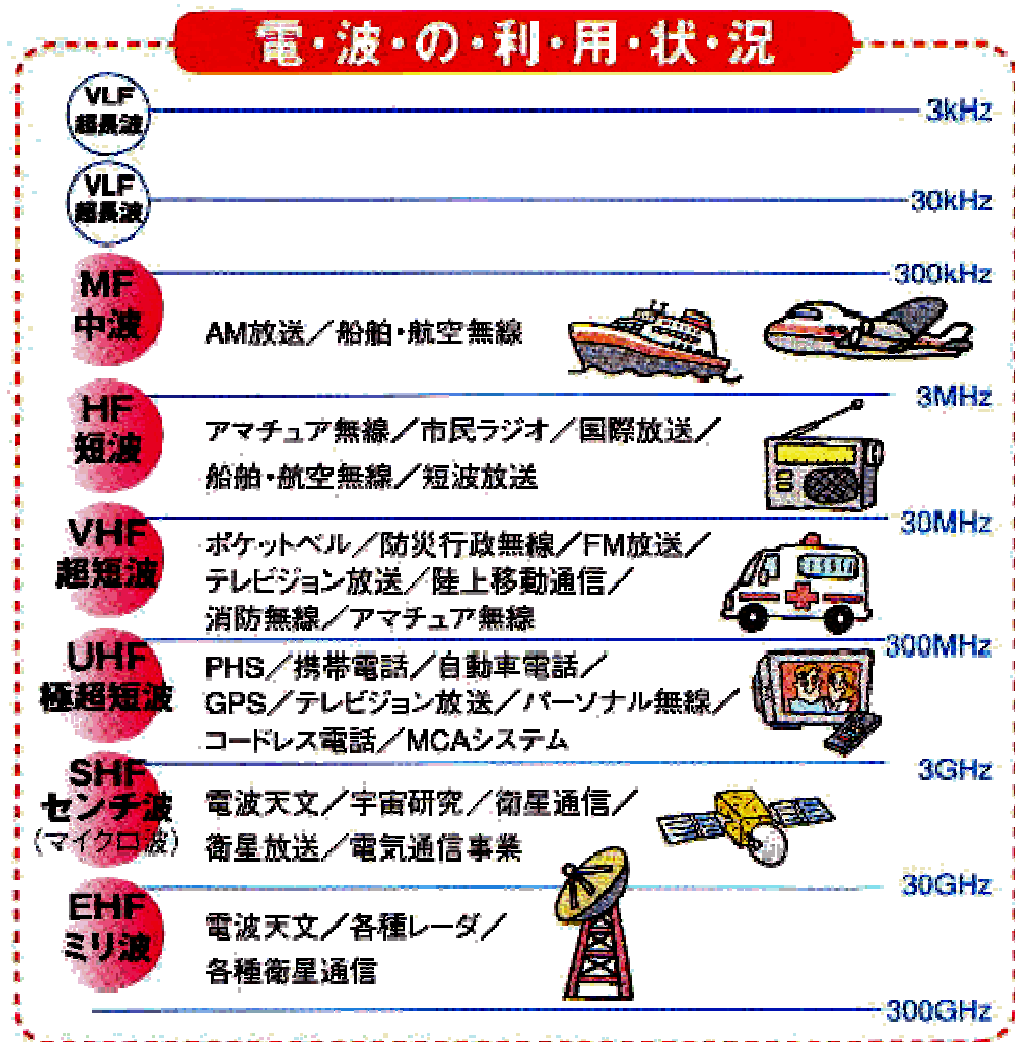 電・波・の・利・用・状・況
VLF
超長波
3kHz
VLF
超長波
30kHz
300kHz
MF
中波
AM放送／船舶・航空無線
3MHz
HF
短波
アマチュア無線／市民ラジオ／国際放送／
船舶・航空無線／短波放送
30MHz
VHF
超短波
ポケットベル／防災行政無線／FM放送／
テレビジョン放送／陸上移動通信／
消防無線／アマチュア無線
300MHz
UHF
極超短波
PHS／携帯電話／自動車電話／
GPS／テレビジョン放送／パーソナル無線／
コードレス電話／MCAシステム
3GHz
SHF
センチ波
(マイクロ波)
電波天文／宇宙研究／衛星通信／
衛星放送／電気通信事業
30GHz
EHF
ミリ波
電波天文／各種レーダ／
各種衛星通信
300GHz